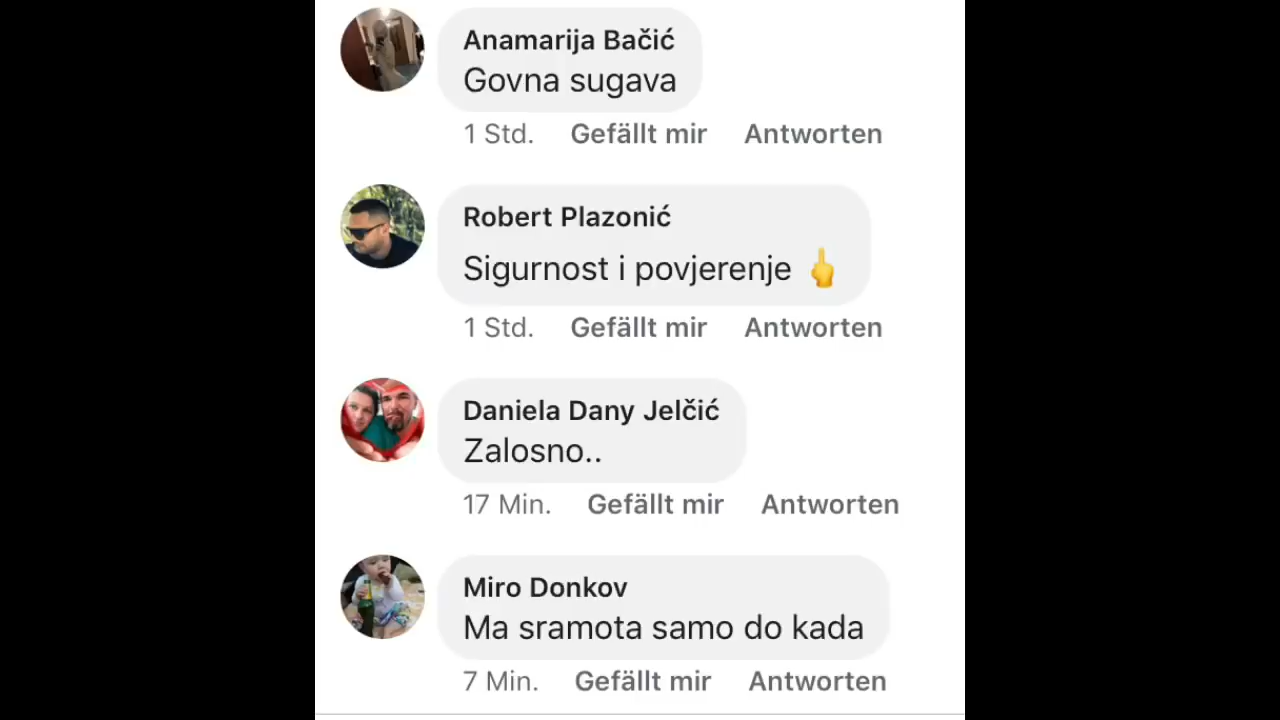 Anamarija Bačić
Govna sugava
1 Std. Gefällt mir Antworten
Robert Plazonić
Sigurnost i povjerenje 🖕
1 Std. Gefällt mir Antworten
Daniela Dany Jelčić
Zalosno..
17 Min. Gefällt mir Antworten
Miro Donkov
Ma sramota samo do kada
7 Min. Gefällt mir Antworten